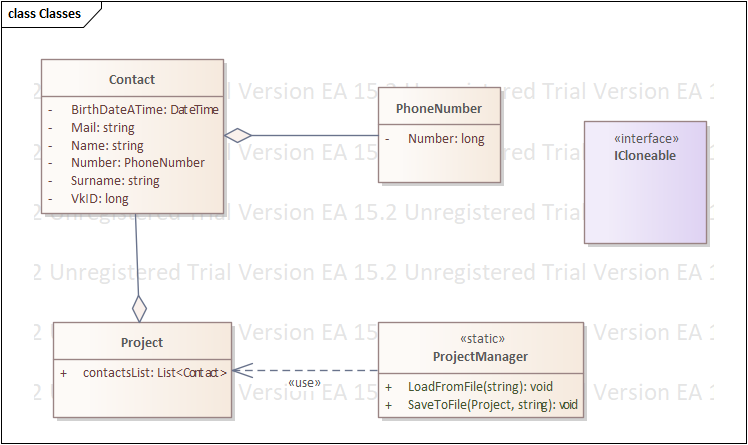 class Classes
Contact
- BirthDateATime: DateTime
- Mail: string
- Name: string
- Number: PhoneNumber
- Surname: string
- VkID: long
PhoneNumber
- Number: long
«interface»
ICloneable
Project
+ contactsList: List<Contact>
«use»
«static»
ProjectManager
+ LoadFromFile(string): void
+ SaveToFile(Project, string): void
2 Unregistered Trial Version EA 15.2 Unregistered Trial Version EA 1